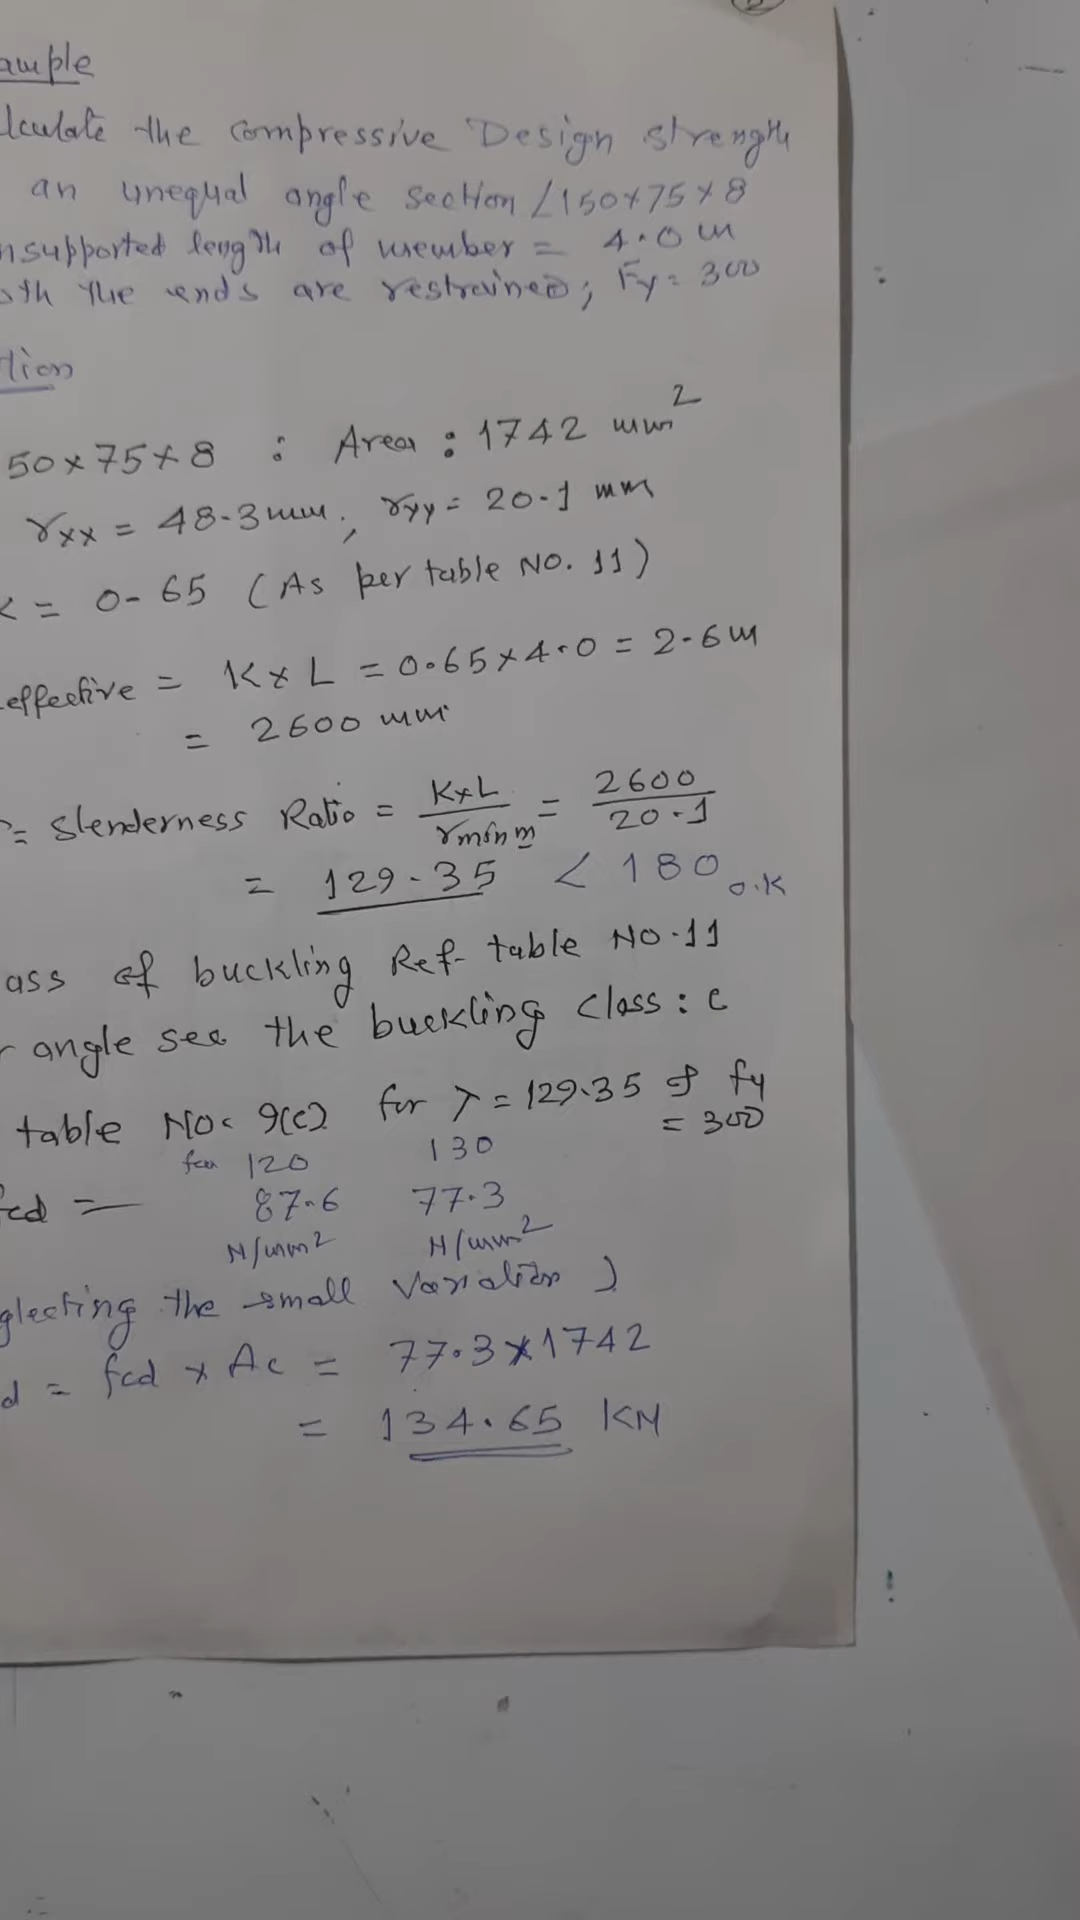 ample
lculate the compressive Design strength
an unequal angle section ∠150×75×8
nsupported length of member = 4.0 m
oth the ends are restrained; Fy = 300
tion
50×75×8 : Area : 1742 mm²
rxx = 48.3 mm, ryy = 20.1 mm
K = 0.65 (As per table No. 11)
effective = K×L = 0.65×4.0 = 2.6 m
= 2600 mm
= Slenderness Ratio = K×L / rminm = 2600 / 20.1
= 129.35 < 180 O.K
ass of buckling Ref. table No.11
r angle see the buckling class : c
table No. 9(c) for λ = 129.35 & fy = 300
for 120 130
fcd = 87.6 77.3
N/mm² N/mm²
glecting the small variation )
d = fcd × Ac = 77.3×1742
= 134.65 KN